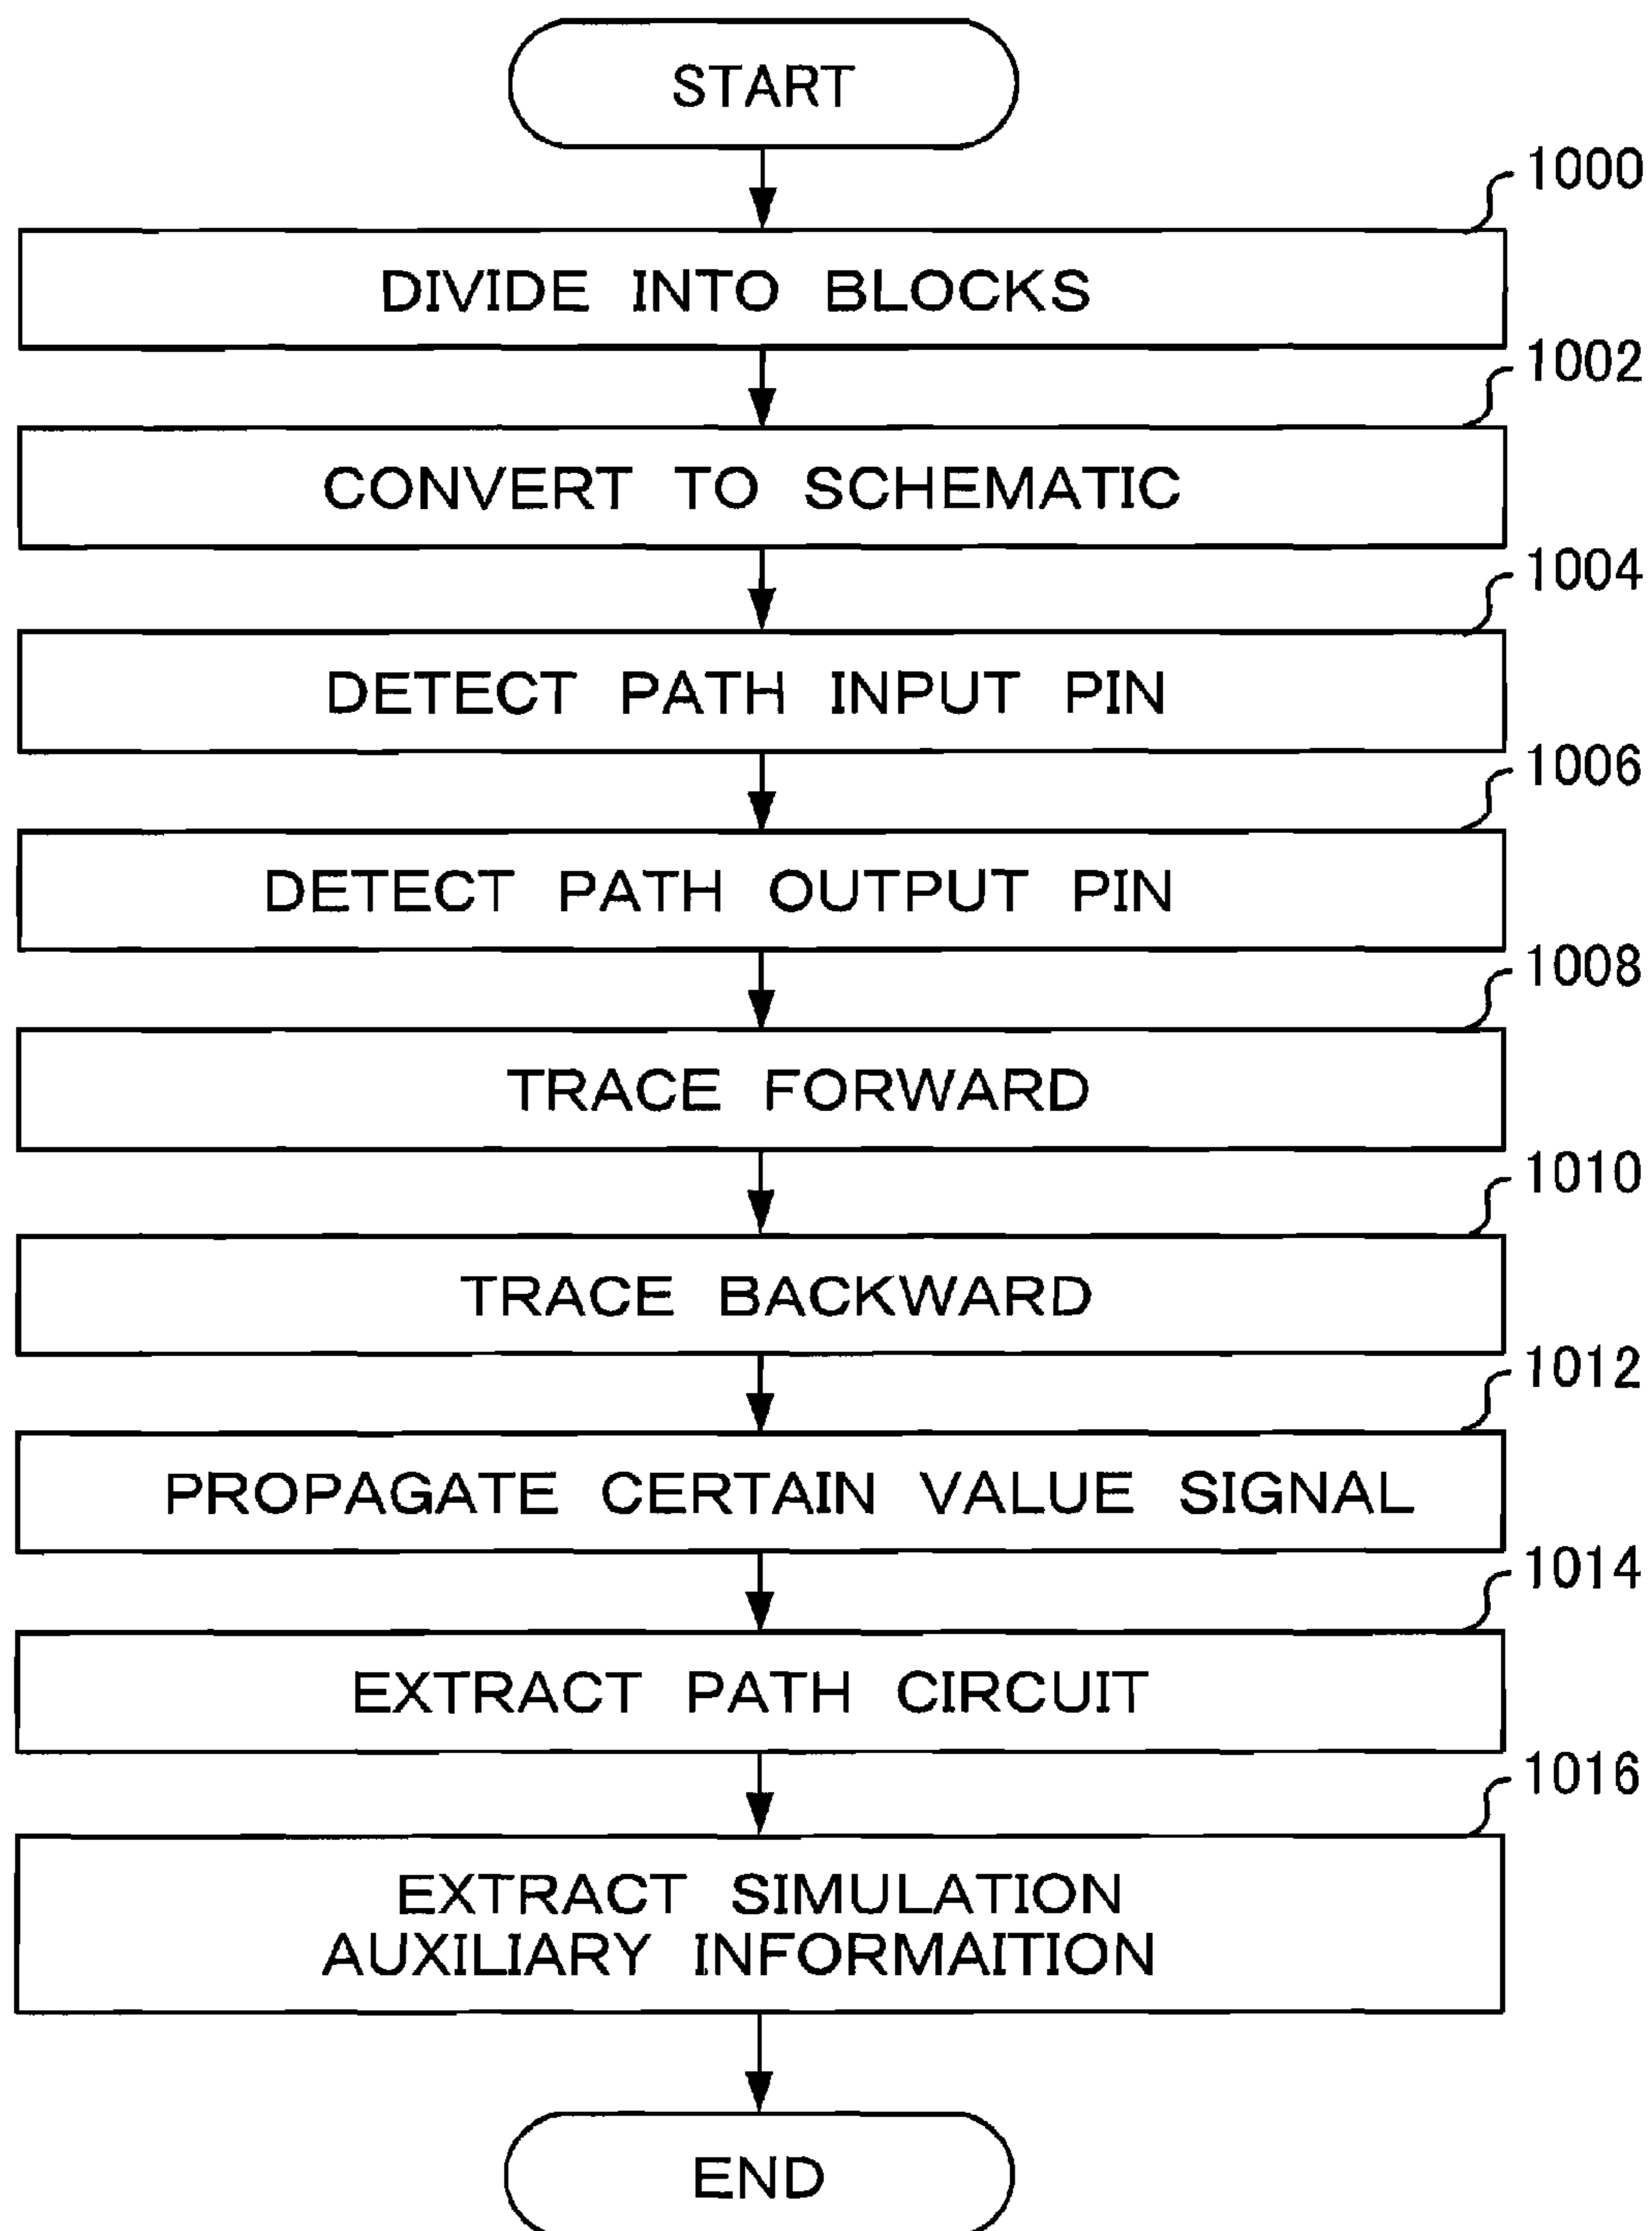 START
1000
DIVIDE INTO BLOCKS
1002
CONVERT TO SCHEMATIC
1004
DETECT PATH INPUT PIN
1006
DETECT PATH OUTPUT PIN
1008
TRACE FORWARD
1010
TRACE BACKWARD
1012
PROPAGATE CERTAIN VALUE SIGNAL
1014
EXTRACT PATH CIRCUIT
1016
EXTRACT SIMULATION
AUXILIARY INFORMAITION
END